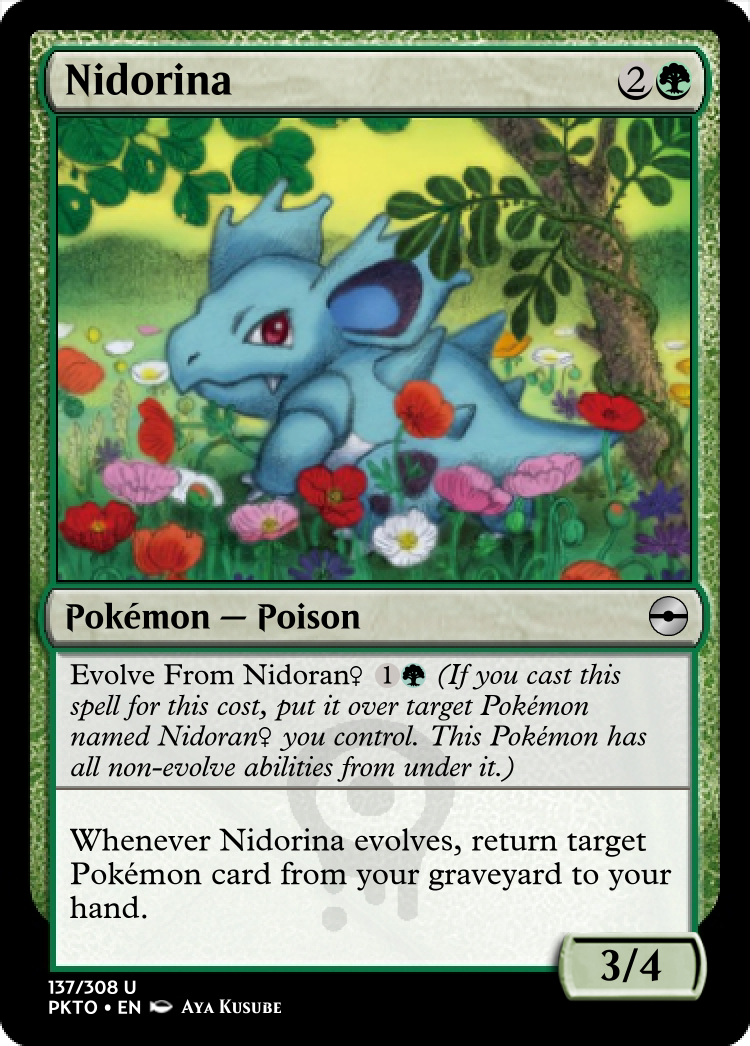 Nidorina 2
Pokémon — Poison
Evolve From Nidoran♀ 1 (If you cast this
spell for this cost, put it over target Pokémon
named Nidoran♀ you control. This Pokémon has
all non-evolve abilities from under it.)
Whenever Nidorina evolves, return target
Pokémon card from your graveyard to your
hand.
3/4
137/308 U
PKTO • EN Aya Kusube